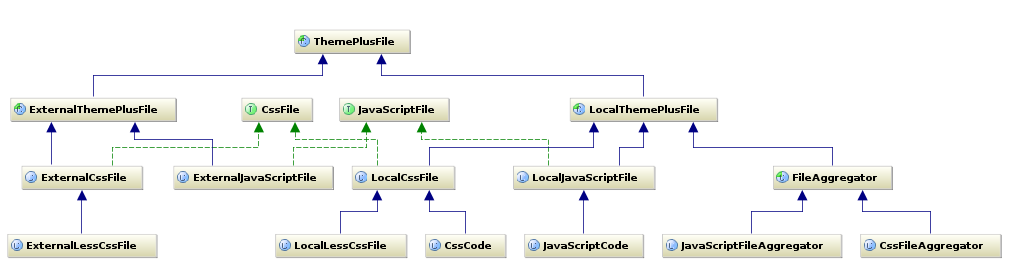 ThemePlusFile
ExternalThemePlusFile
CssFile
JavaScriptFile
LocalThemePlusFile
ExternalCssFile
ExternalJavaScriptFile
LocalCssFile
LocalJavaScriptFile
FileAggregator
ExternalLessCssFile
LocalLessCssFile
CssCode
JavaScriptCode
JavaScriptFileAggregator
CssFileAggregator